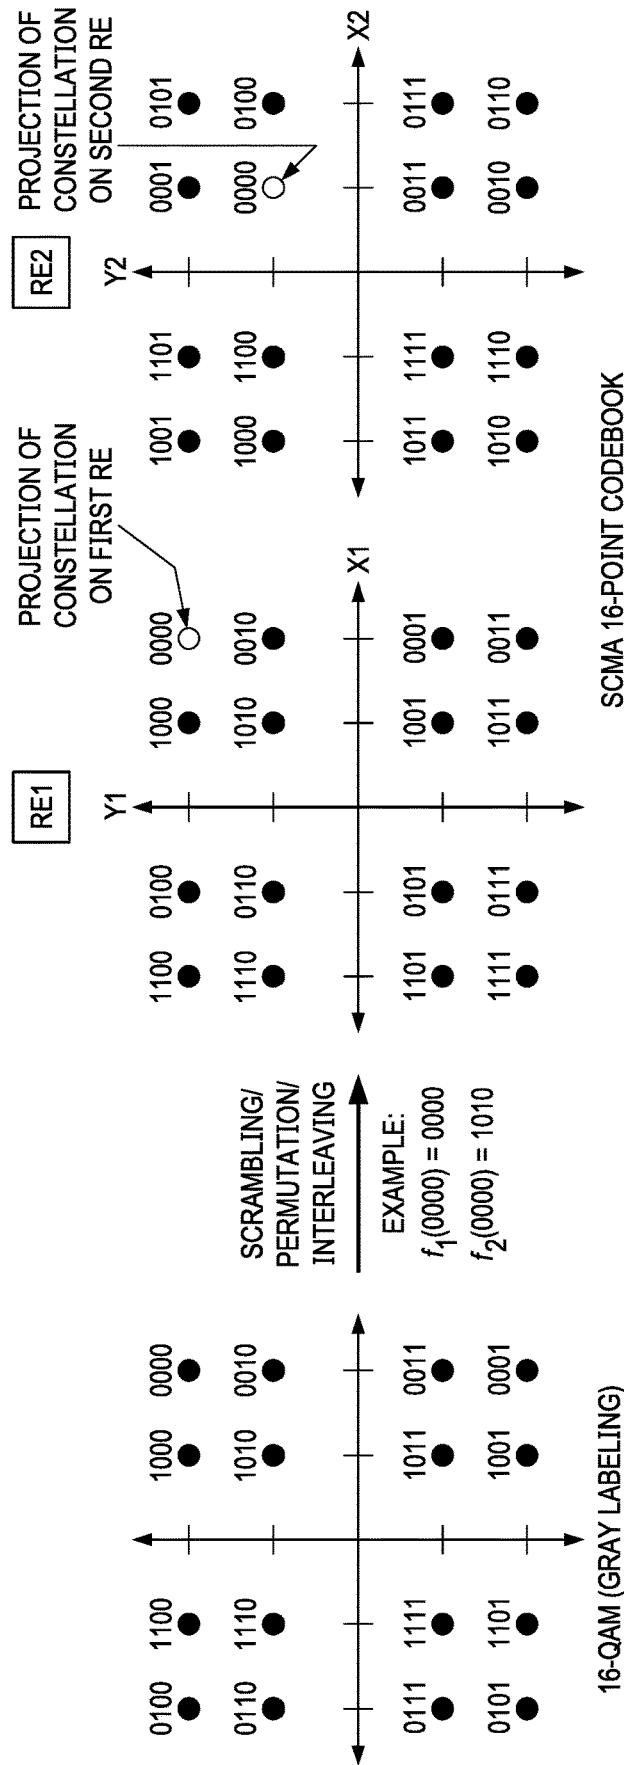 0100 1100 1000 0000
0110 1110 1010 0010
0111 1111 1011 0011
0101 1101 1001 0001
16-QAM (GRAY LABELING)
SCRAMBLING/
PERMUTATION/
INTERLEAVING
EXAMPLE:
f1(0000) = 0000
f2(0000) = 1010
RE1
PROJECTION OF
CONSTELLATION
ON FIRST RE
Y1
1100 0100 1000 0000
1110 0110 1010 0010
X1
1101 0101 1001 0001
1111 0111 1011 0011
RE2
PROJECTION OF
CONSTELLATION
ON SECOND RE
Y2
1001 1101 0001 0101
1000 1100 0000 0100
X2
1011 1111 0011 0111
1010 1110 0010 0110
SCMA 16-POINT CODEBOOK